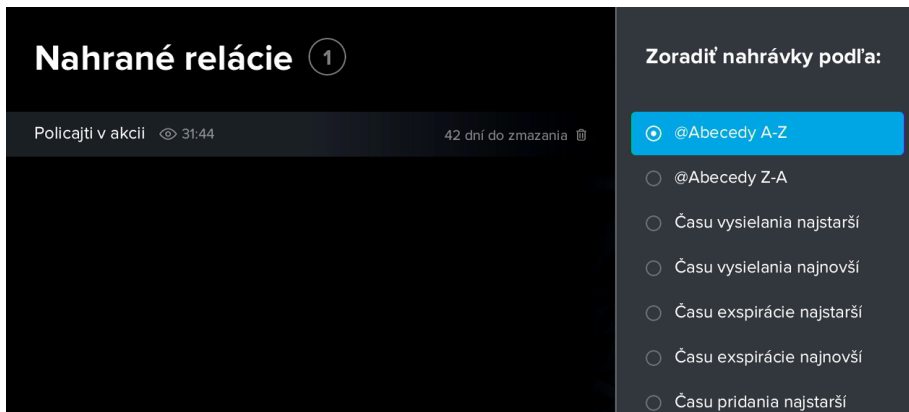 Nahrané relácie 1
Policajti v akcii 31:44 42 dní do zmazania
Zoradiť nahrávky podľa:
@Abecedy A-Z
@Abecedy Z-A
Času vysielania najstarší
Času vysielania najnovší
Času exspirácie najstarší
Času exspirácie najnovší
Času pridania najstarší